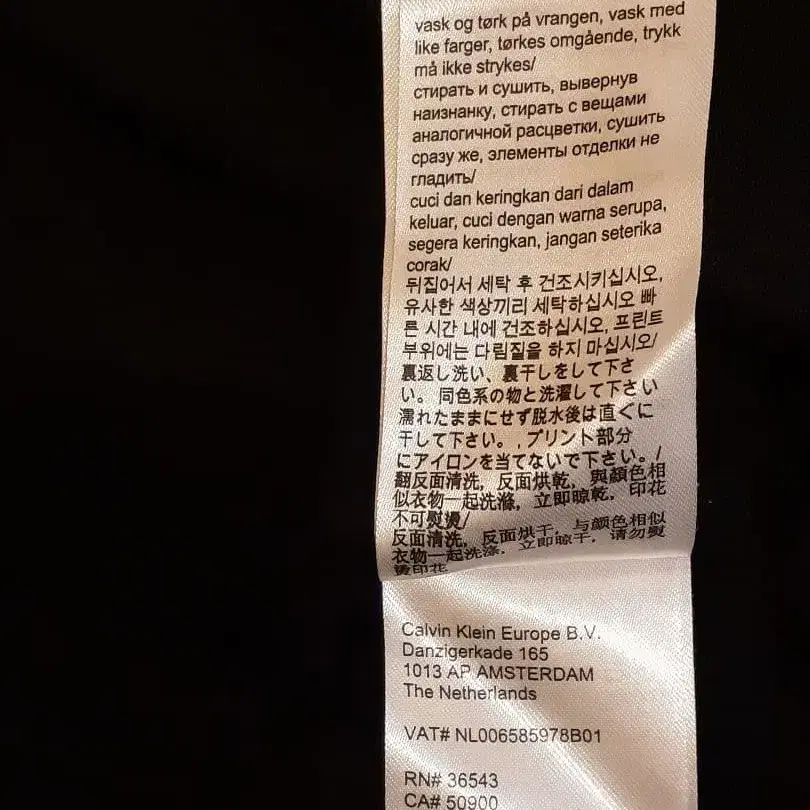 vask og tørk på vrangen, vask med
like farger, tørkes omgående, trykk
må ikke strykes/
стирать и сушить, вывернув
наизнанку, стирать с вещами
аналогичной расцветки, сушить
сразу же, элементы отделки не
гладить/
cuci dan keringkan dari dalam
keluar, cuci dengan warna serupa,
segera keringkan, jangan seterika
corak/
뒤집어서 세탁 후 건조시키십시오,
유사한 색상끼리 세탁하십시오 빠
른 시간 내에 건조하십시오, 프린트
부위에는 다림질을 하지 마십시오/
裏返し洗い、裏干しをして下さ
い。同色系の物と洗濯して下さい
濡れたままにせず脱水後は直ぐに
干して下さい。,プリント部分
にアイロンを当てないで下さい。/
翻反面清洗, 反面烘乾, 與顏色相
似衣物一起洗滌, 立即晾乾, 印花
不可熨燙/
反面清洗, 反面烘干, 与颜色相似
衣物一起洗涤, 立即晾干, 请勿熨
烫印花
Calvin Klein Europe B.V.
Danzigerkade 165
1013 AP AMSTERDAM
The Netherlands
VAT# NL006585978B01
RN# 36543
CA# 50900